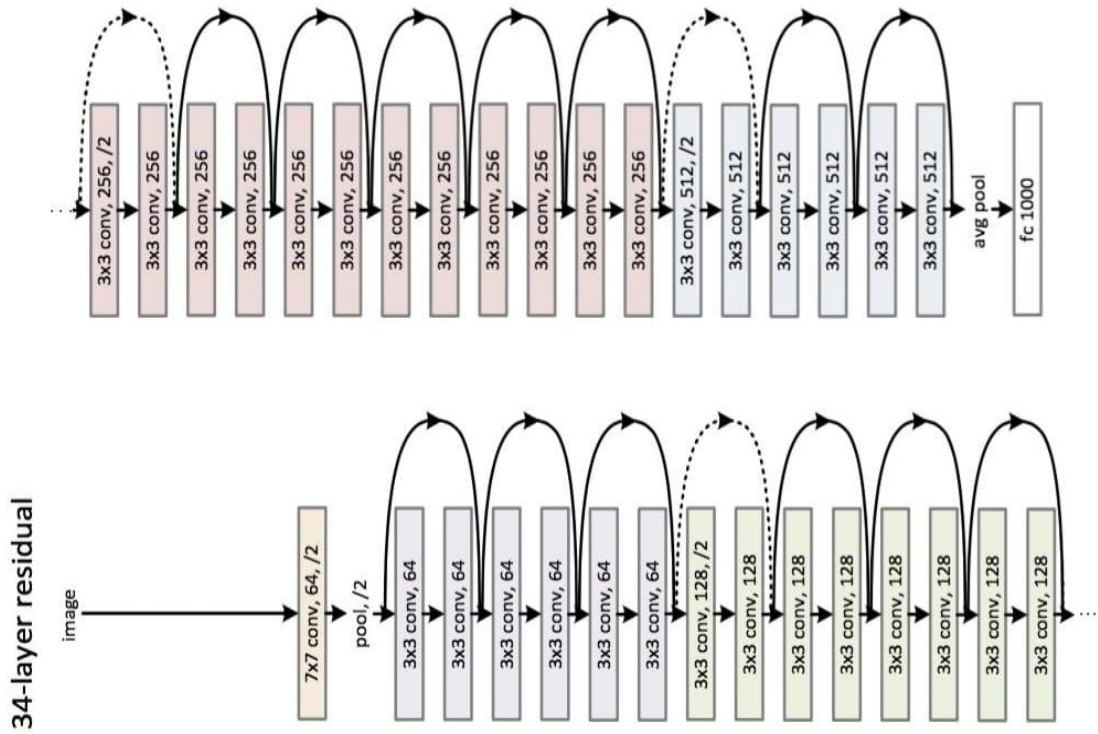 34-layer residual
image
7x7 conv, 64, /2
pool, /2
3x3 conv, 64
3x3 conv, 64
3x3 conv, 64
3x3 conv, 64
3x3 conv, 64
3x3 conv, 64
3x3 conv, 128, /2
3x3 conv, 128
3x3 conv, 128
3x3 conv, 128
3x3 conv, 128
3x3 conv, 128
3x3 conv, 128
3x3 conv, 128
...
...
3x3 conv, 256, /2
3x3 conv, 256
3x3 conv, 256
3x3 conv, 256
3x3 conv, 256
3x3 conv, 256
3x3 conv, 256
3x3 conv, 256
3x3 conv, 256
3x3 conv, 256
3x3 conv, 256
3x3 conv, 256
3x3 conv, 512, /2
3x3 conv, 512
3x3 conv, 512
3x3 conv, 512
3x3 conv, 512
3x3 conv, 512
avg pool
fc 1000